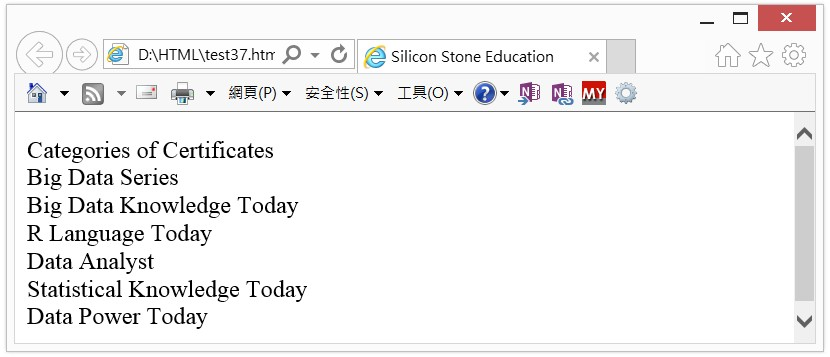 D:\HTML\test37.htm
Silicon Stone Education
網頁(P)
安全性(S)
工具(O)
MY
Categories of Certificates
Big Data Series
Big Data Knowledge Today
R Language Today
Data Analyst
Statistical Knowledge Today
Data Power Today